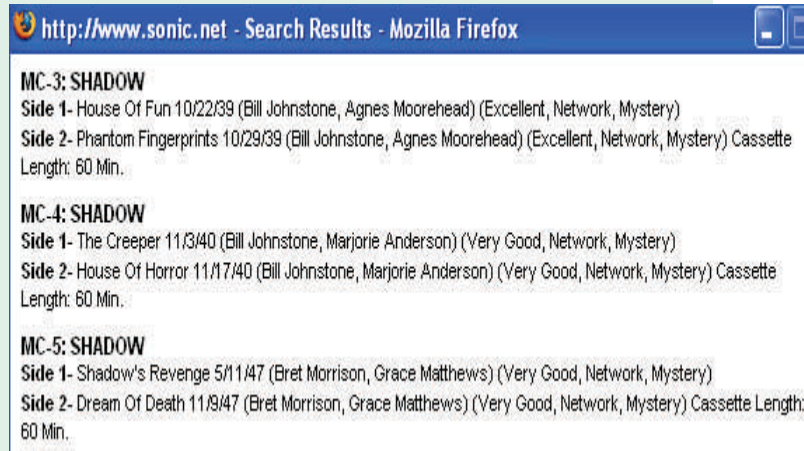 http://www.sonic.net - Search Results - Mozilla Firefox
MC-3: SHADOW
Side 1- House Of Fun 10/22/39 (Bill Johnstone, Agnes Moorehead) (Excellent, Network, Mystery)
Side 2- Phantom Fingerprints 10/29/39 (Bill Johnstone, Agnes Moorehead) (Excellent, Network, Mystery) Cassette
Length: 60 Min.
MC-4: SHADOW
Side 1- The Creeper 11/3/40 (Bill Johnstone, Marjorie Anderson) (Very Good, Network, Mystery)
Side 2- House Of Horror 11/17/40 (Bill Johnstone, Marjorie Anderson) (Very Good, Network, Mystery) Cassette
Length: 60 Min.
MC-5: SHADOW
Side 1- Shadow's Revenge 5/11/47 (Bret Morrison, Grace Matthews) (Very Good, Network, Mystery)
Side 2- Dream Of Death 11/9/47 (Bret Morrison, Grace Matthews) (Very Good, Network, Mystery) Cassette Length:
60 Min.